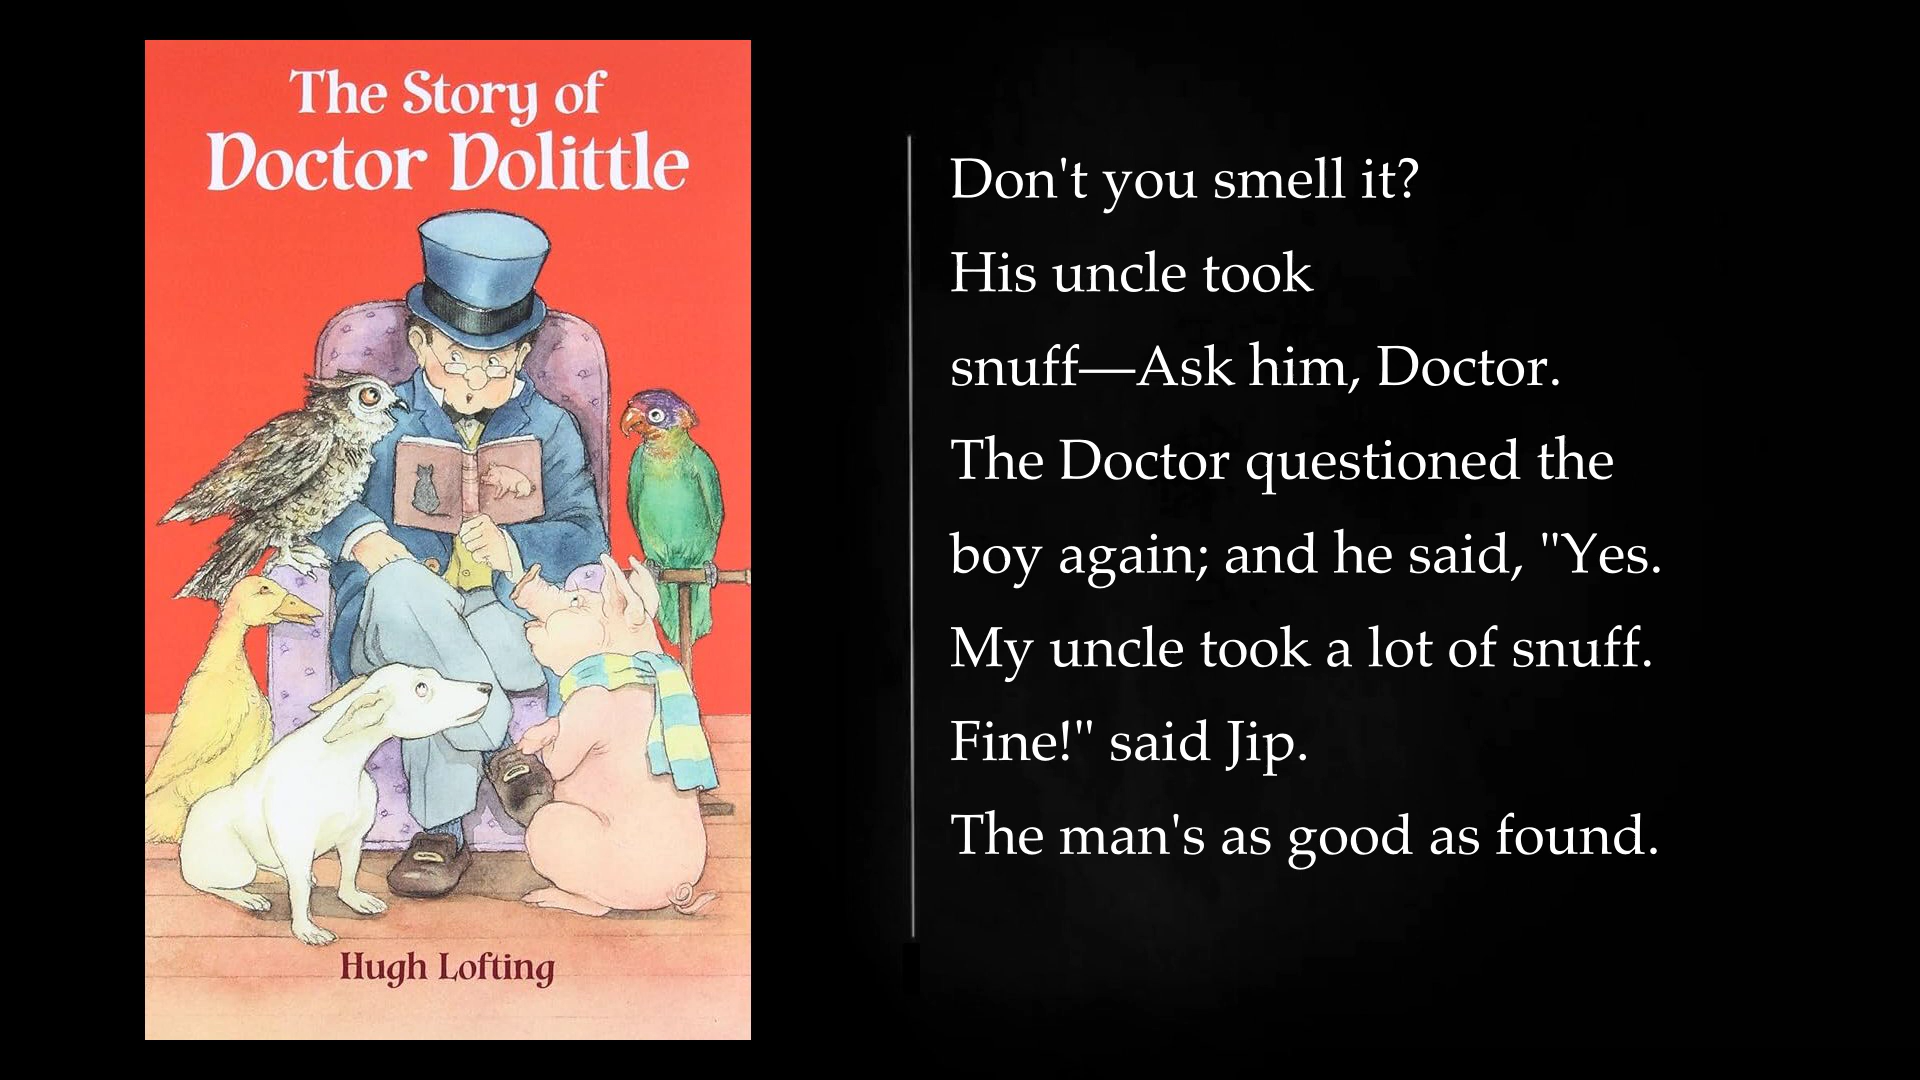 The Story of
Doctor Dolittle
Hugh Lofting
Don't you smell it?
His uncle took
snuff—Ask him, Doctor.
The Doctor questioned the
boy again; and he said, "Yes.
My uncle took a lot of snuff.
Fine!" said Jip.
The man's as good as found.